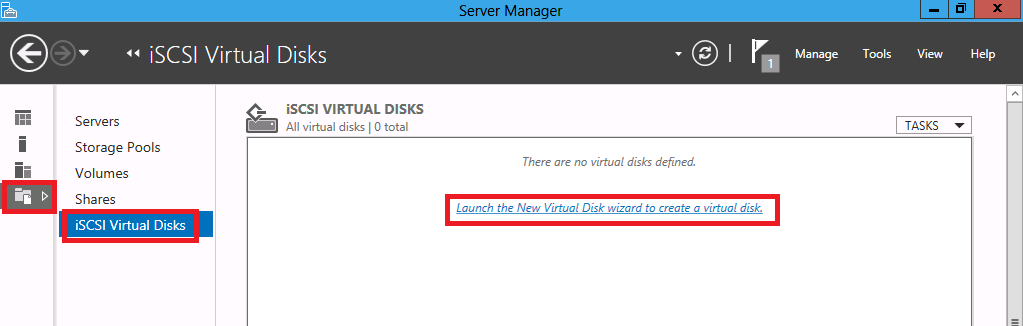 Server Manager
iSCSI Virtual Disks
1
Manage
Tools
View
Help
Servers
Storage Pools
Volumes
Shares
iSCSI Virtual Disks
iSCSI VIRTUAL DISKS
All virtual disks | 0 total
TASKS
There are no virtual disks defined.
Launch the New Virtual Disk wizard to create a virtual disk.